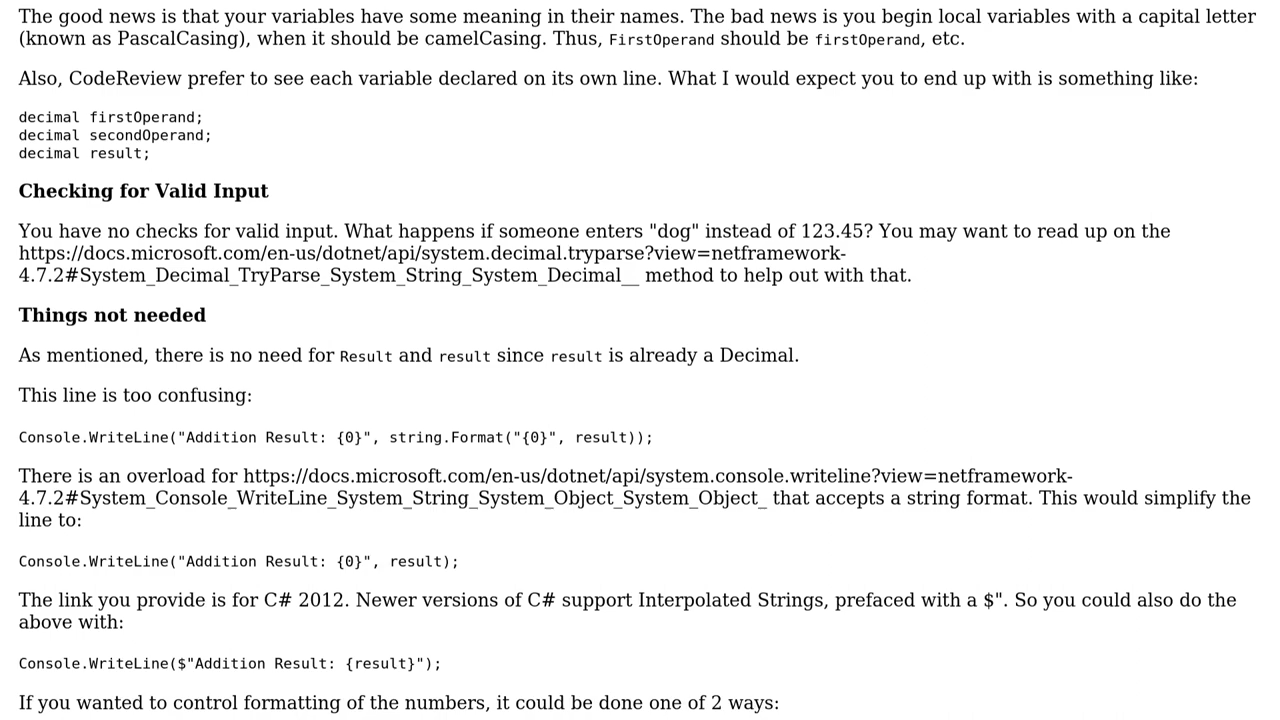 The good news is that your variables have some meaning in their names. The bad news is you begin local variables with a capital letter
(known as PascalCasing), when it should be camelCasing. Thus, FirstOperand should be firstOperand, etc.
Also, CodeReview prefer to see each variable declared on its own line. What I would expect you to end up with is something like:
decimal firstOperand;
decimal secondOperand;
decimal result;
Checking for Valid Input
You have no checks for valid input. What happens if someone enters "dog" instead of 123.45? You may want to read up on the
https://docs.microsoft.com/en-us/dotnet/api/system.decimal.tryparse?view=netframework-
4.7.2#System_Decimal_TryParse_System_String_System_Decimal__ method to help out with that.
Things not needed
As mentioned, there is no need for Result and result since result is already a Decimal.
This line is too confusing:
Console.WriteLine("Addition Result: {0}", string.Format("{0}", result));
There is an overload for https://docs.microsoft.com/en-us/dotnet/api/system.console.writeline?view=netframework-
4.7.2#System_Console_WriteLine_System_String_System_Object_System_Object_ that accepts a string format. This would simplify the
line to:
Console.WriteLine("Addition Result: {0}", result);
The link you provide is for C# 2012. Newer versions of C# support Interpolated Strings, prefaced with a $". So you could also do the
above with:
Console.WriteLine($"Addition Result: {result}");
If you wanted to control formatting of the numbers, it could be done one of 2 ways: